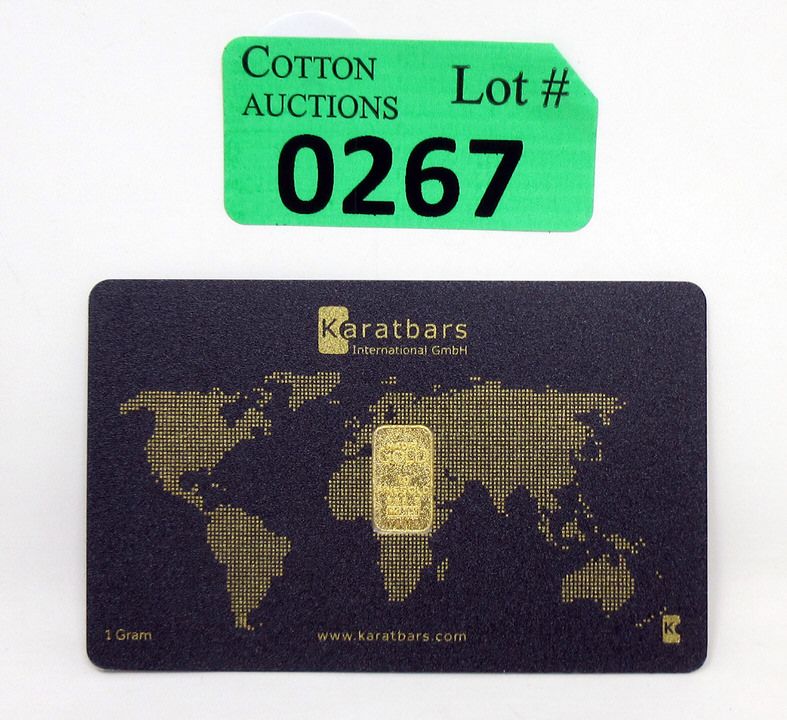 COTTON
AUCTIONS
Lot #
0267
Karatbars
International GmbH
1 Gram
www.karatbars.com
K